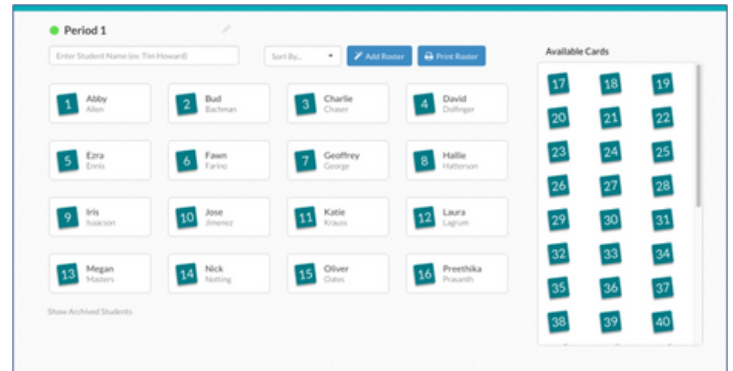 Period 1
Enter Student Name (ex: Tim Howard)
Sort By...
Add Roster
Print Roster
1 Abby
Allen
2 Bud
Bachman
3 Charlie
Chaser
4 David
Dolfinger
5 Ezra
Ennis
6 Fawn
Farino
7 Geoffrey
George
8 Hallie
Hatterson
9 Iris
Isaacson
10 Jose
Jimenez
11 Katie
Krauss
12 Laura
Lagrum
13 Megan
Masters
14 Nick
Notting
15 Oliver
Oates
16 Preethika
Prasanth
Show Archived Students
Available Cards
17 18 19
20 21 22
23 24 25
26 27 28
29 30 31
32 33 34
35 36 37
38 39 40